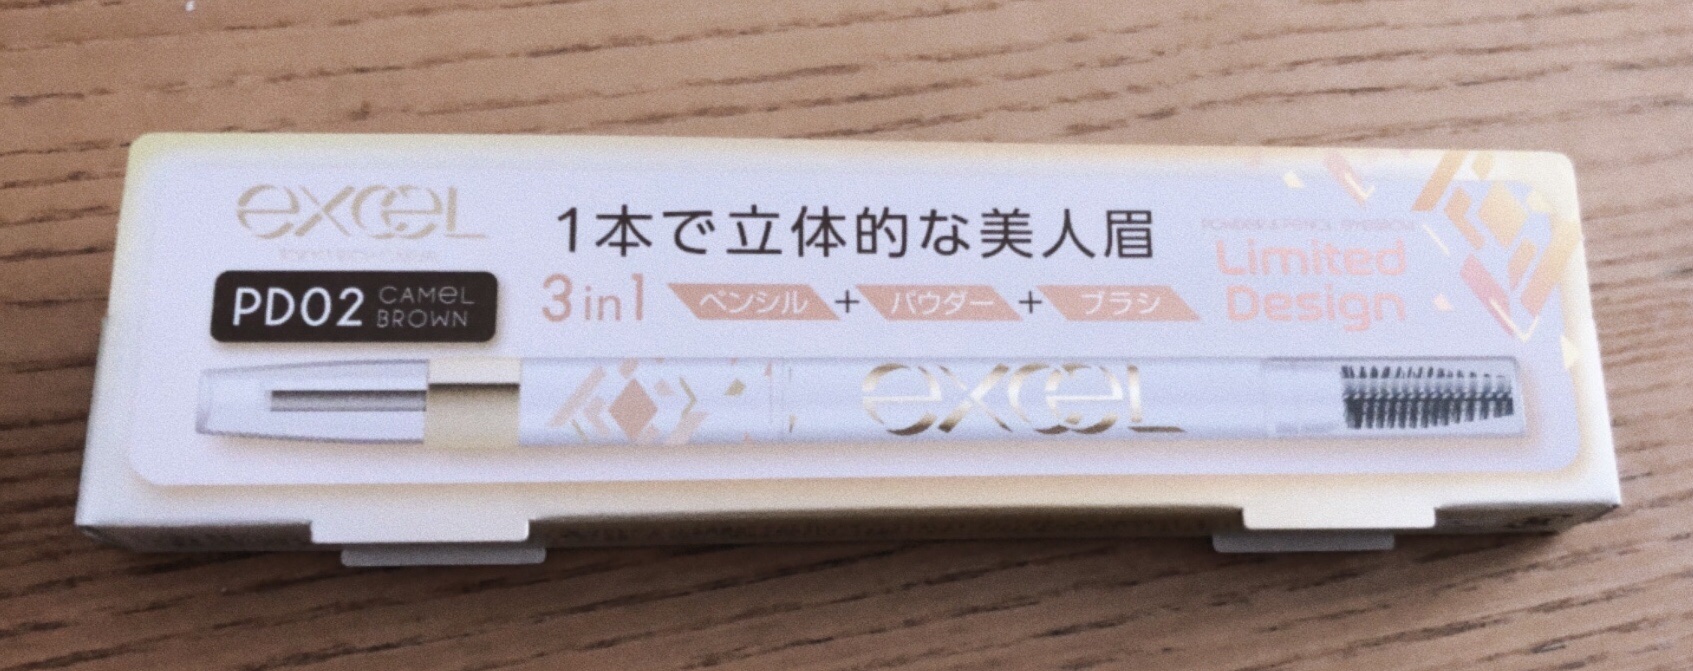 excel
1本で立体的な美人眉
PD02 CAMEL BROWN
3in1 ペンシル+パウダー+ブラシ
Limited
Design
excel